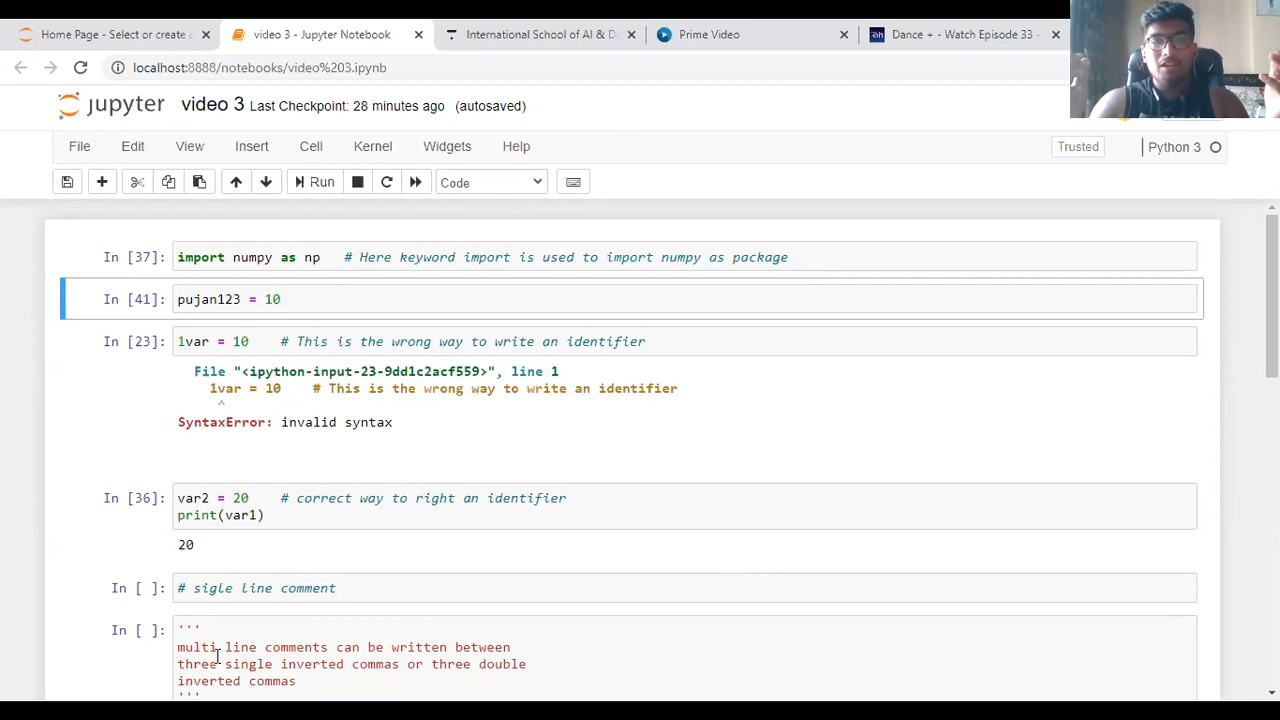 Home Page - Select or create
video 3 - Jupyter Notebook
International School of AI & D
Prime Video
Dance + - Watch Episode 33 -
localhost:8888/notebooks/video%203.ipynb
jupyter video 3 Last Checkpoint: 28 minutes ago (autosaved)
File Edit View Insert Cell Kernel Widgets Help Trusted Python 3
Run Code
In [37]: import numpy as np # Here keyword import is used to import numpy as package
In [41]: pujan123 = 10
In [23]: 1var = 10 # This is the wrong way to write an identifier
File "<ipython-input-23-9dd1c2acf559>", line 1
1var = 10 # This is the wrong way to write an identifier
^
SyntaxError: invalid syntax
In [36]: var2 = 20 # correct way to right an identifier
print(var1)
20
In [ ]: # sigle line comment
In [ ]: '''
multi line comments can be written between
three single inverted commas or three double
inverted commas
'''